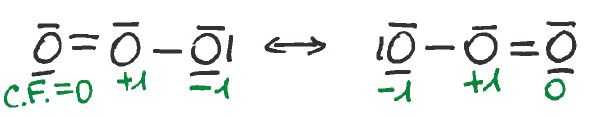 O = O – O| ↔ |O – O = O
C.F.=0 +1 -1 -1 +1 0